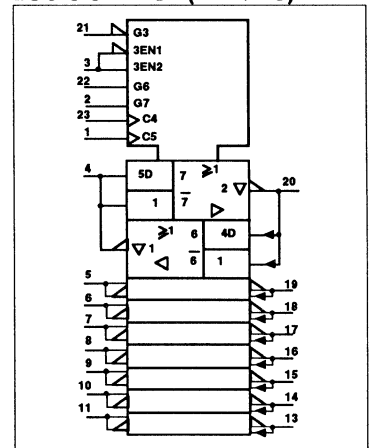 21 G3
3EN1
3 3EN2
22 G6
2 G7
23 C4
1 C5
4 5D 7 ≥1 20
1 7 2 ▽
≥1 6 4D
▽ 1 6 1
5 19
6 18
7 17
8 16
9 15
10 14
11 13